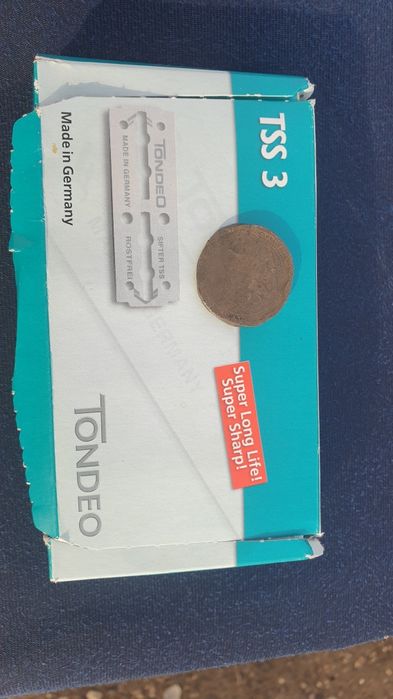 TSS 3
TONDEO
SIFTER TSS
MADE IN GERMANY
ROSTFREI
Made in Germany
Super Long Life!
Super Sharp!
TONDEO